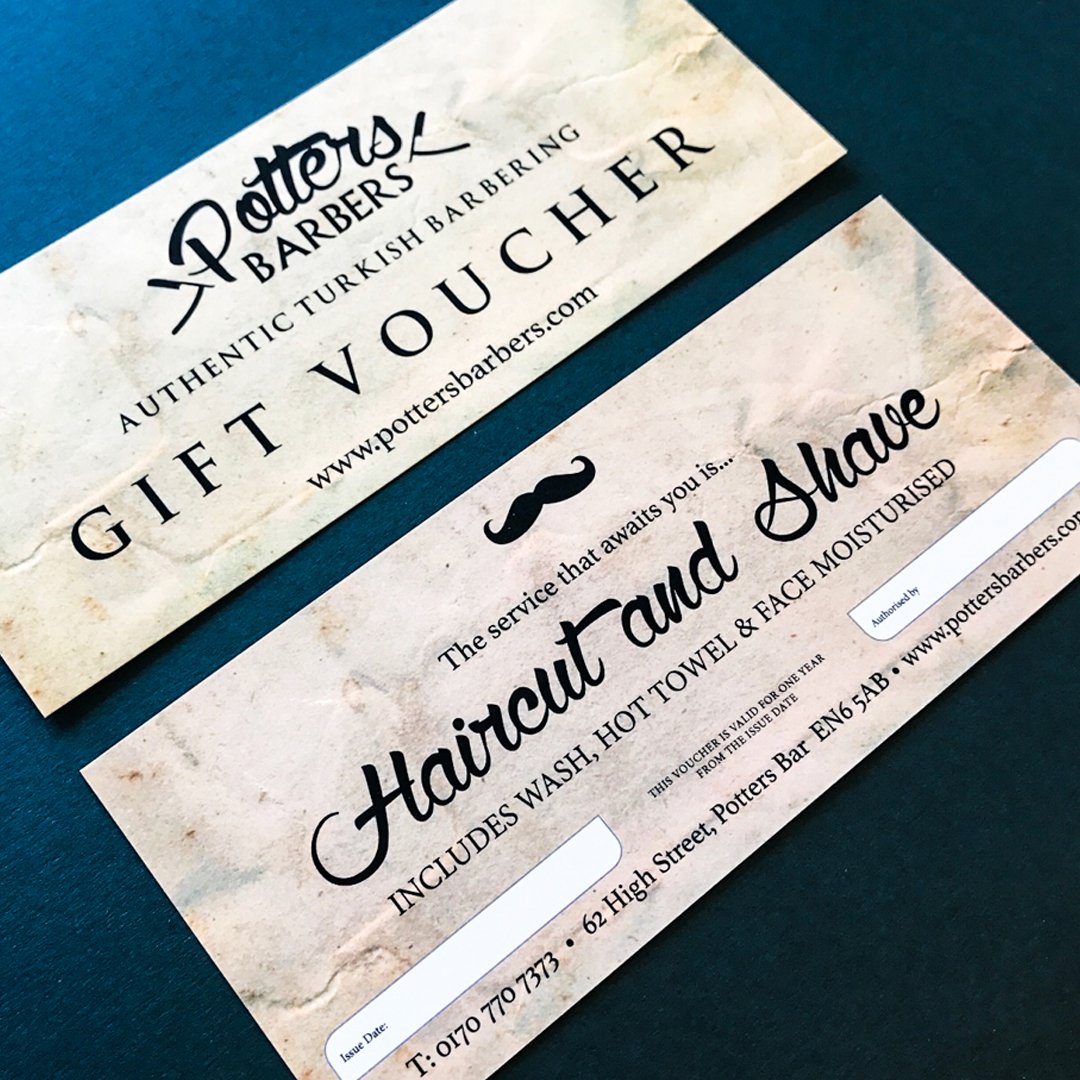 Potters
BARBERS
AUTHENTIC TURKISH BARBERING
GIFT VOUCHER
www.pottersbarbers.com
The service that awaits you is...
Haircut and Shave
INCLUDES WASH, HOT TOWEL & FACE MOISTURISED
THIS VOUCHER IS VALID FOR ONE YEAR
FROM THE ISSUE DATE
Issue Date:
Authorised by
T: 0170 770 7373 • 62 High Street, Potters Bar EN6 5AB • www.pottersbarbers.com